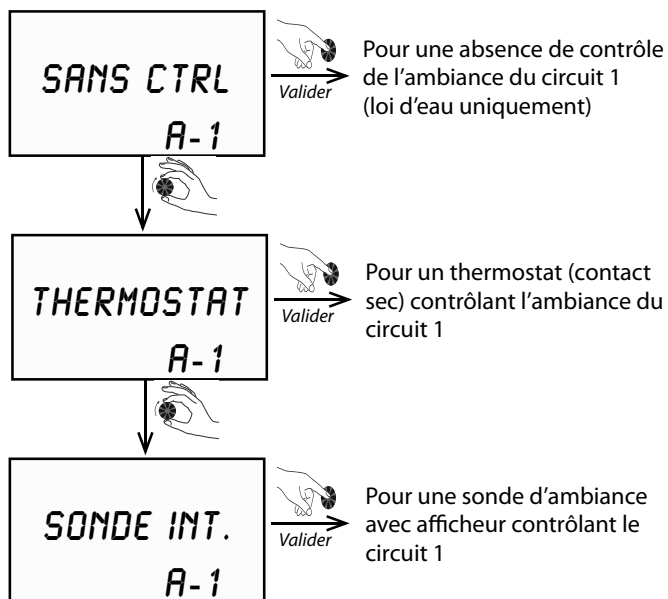 SANS CTRL
A-1
Valider
Pour une absence de contrôle
de l'ambiance du circuit 1
(loi d'eau uniquement)
THERMOSTAT
A-1
Valider
Pour un thermostat (contact
sec) contrôlant l'ambiance du
circuit 1
SONDE INT.
A-1
Valider
Pour une sonde d'ambiance
avec afficheur contrôlant le
circuit 1